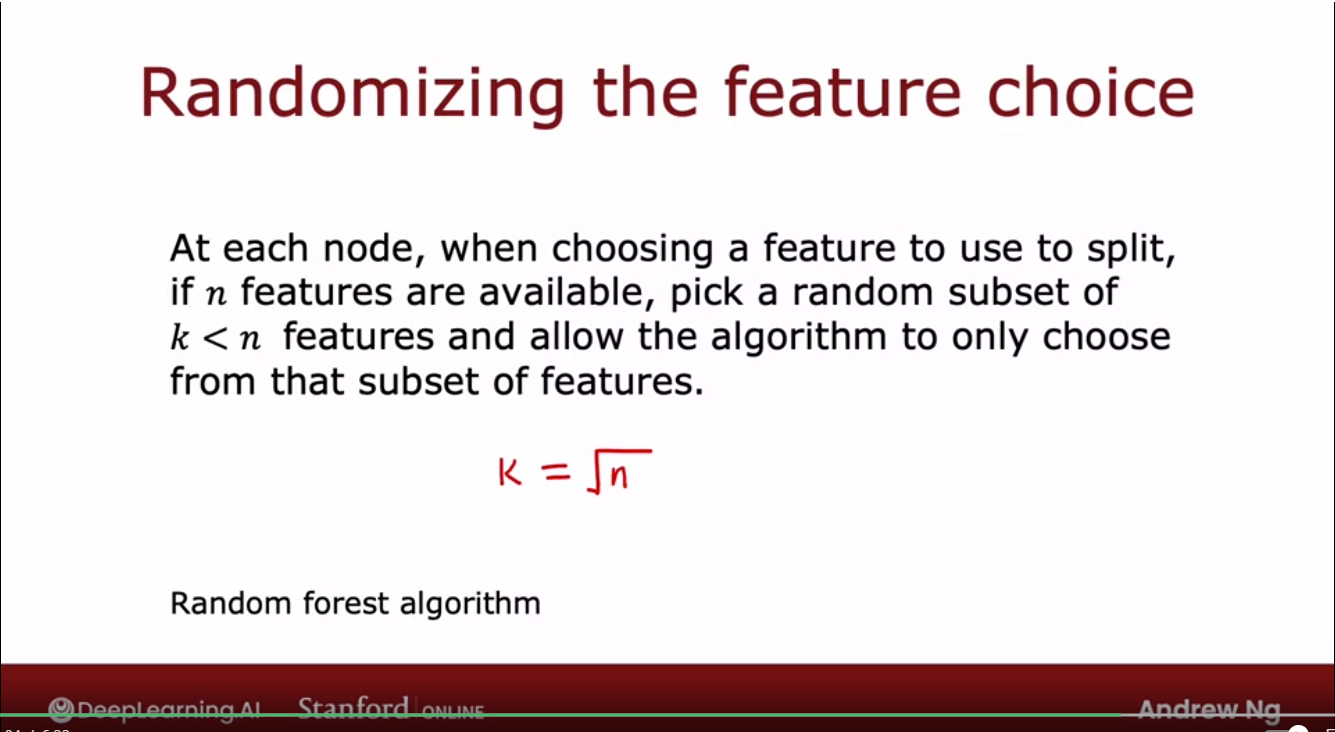 Randomizing the feature choice
At each node, when choosing a feature to use to split,
if n features are available, pick a random subset of
k < n features and allow the algorithm to only choose
from that subset of features.
K = √n
Random forest algorithm
DeepLearning.AI Stanford ONLINE Andrew Ng